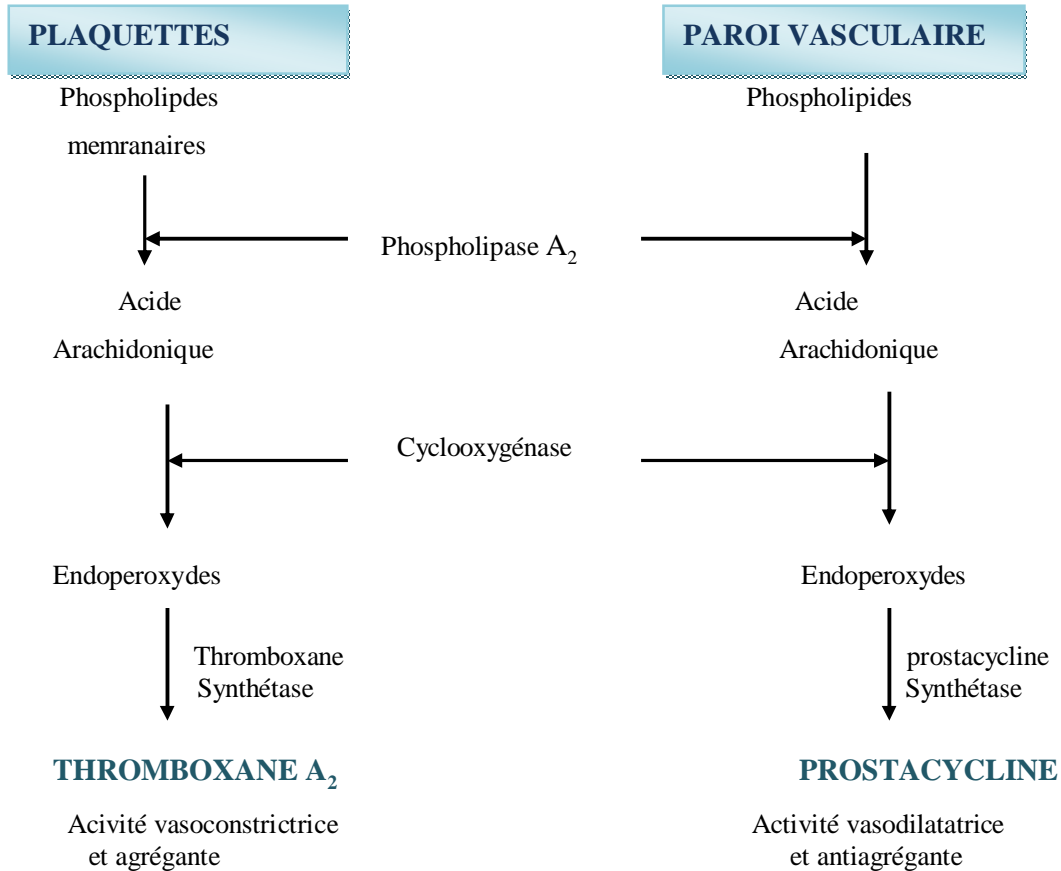 PLAQUETTES
PAROI VASCULAIRE
Phospholipdes
memranaires
Phospholipides
Phospholipase A₂
Acide
Arachidonique
Acide
Arachidonique
Cyclooxygénase
Endoperoxydes
Endoperoxydes
Thromboxane
Synthétase
prostacycline
Synthétase
THROMBOXANE A₂
PROSTACYCLINE
Acivité vasoconstrictrice
et agrégante
Activité vasodilatatrice
et antiagrégante